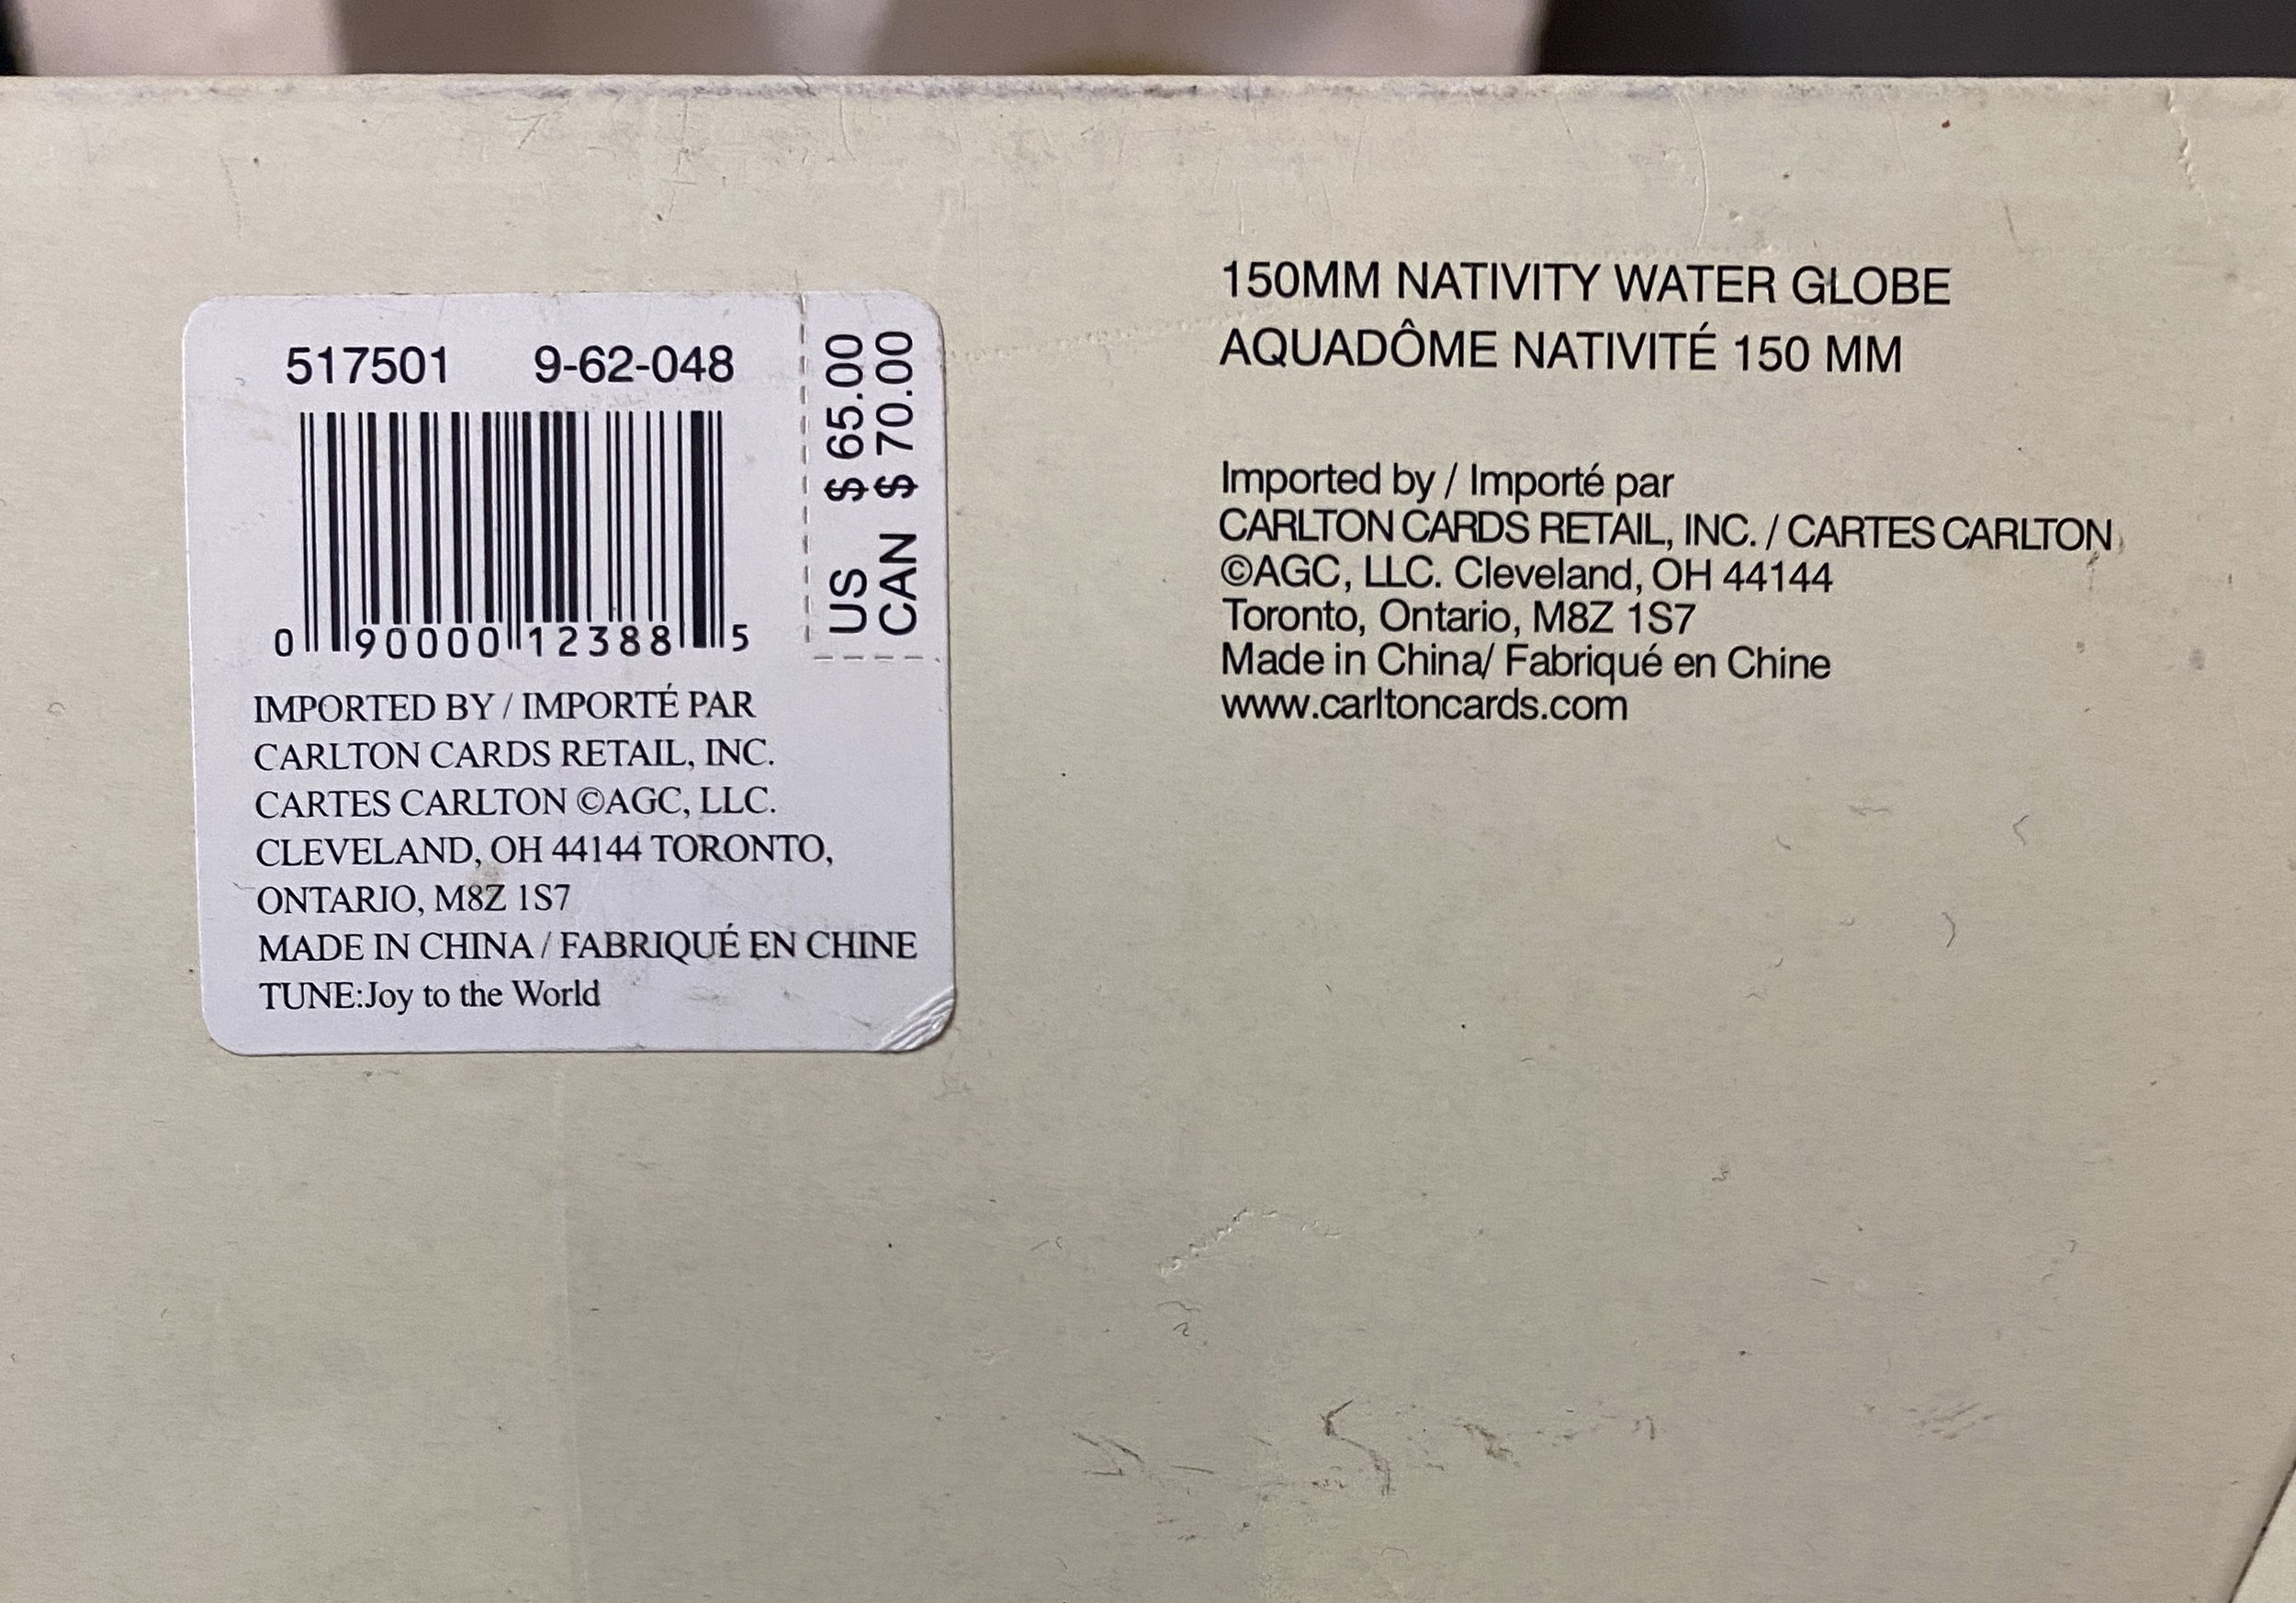 517501 9-62-048
0 90000 12388 5
US $ 65.00
CAN $ 70.00
IMPORTED BY / IMPORTÉ PAR
CARLTON CARDS RETAIL, INC.
CARTES CARLTON ©AGC, LLC.
CLEVELAND, OH 44144 TORONTO,
ONTARIO, M8Z 1S7
MADE IN CHINA / FABRIQUÉ EN CHINE
TUNE:Joy to the World
150MM NATIVITY WATER GLOBE
AQUADÔME NATIVITÉ 150 MM
Imported by / Importé par
CARLTON CARDS RETAIL, INC. / CARTES CARLTON
©AGC, LLC. Cleveland, OH 44144
Toronto, Ontario, M8Z 1S7
Made in China/ Fabriqué en Chine
www.carltoncards.com